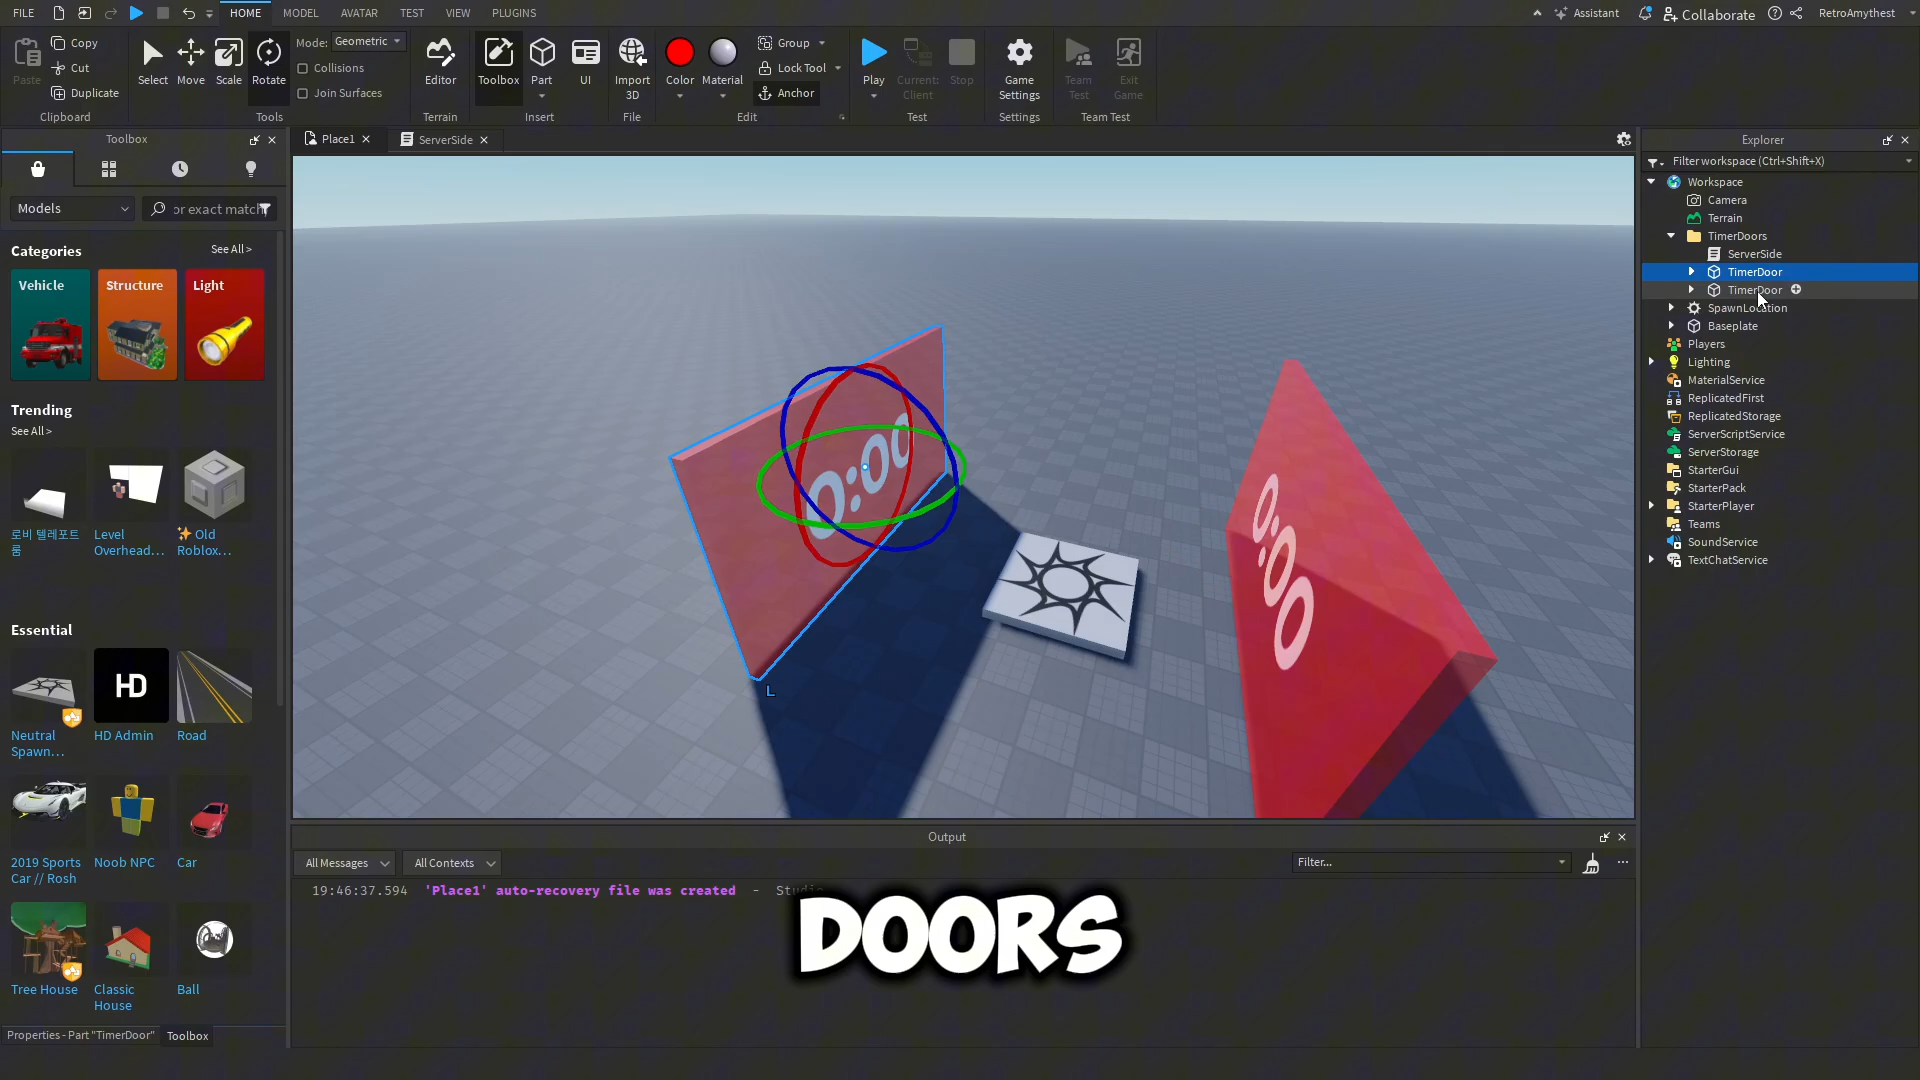 FILE
HOME
MODEL
AVATAR
TEST
VIEW
PLUGINS
Assistant
Collaborate
RetroAmythest
Paste
Copy
Cut
Duplicate
Clipboard
Select
Move
Scale
Rotate
Mode: Geometric
Collisions
Join Surfaces
Tools
Editor
Terrain
Toolbox
Part
UI
Insert
Import
3D
File
Color
Material
Group
Lock Tool
Anchor
Edit
Play
Current:
Client
Stop
Test
Game
Settings
Settings
Team
Test
Exit
Game
Team Test
Toolbox
Models
or exact match
Categories
See All >
Vehicle
Structure
Light
Trending
See All >
로비 텔레포트
룸
Level
Overhead...
✨ Old
Roblox...
Essential
Neutral
Spawn...
HD
HD Admin
Road
2019 Sports
Car // Rosh
Noob NPC
Car
Tree House
Classic
House
Ball
Properties - Part "TimerDoor"
Toolbox
Place1
ServerSide
0:00
0:00
L
Output
All Messages
All Contexts
Filter...
19:46:37.594 'Place1' auto-recovery file was created - Studio
DOORS
Explorer
Filter workspace (Ctrl+Shift+X)
Workspace
Camera
Terrain
TimerDoors
ServerSide
TimerDoor
TimerDoor
SpawnLocation
Baseplate
Players
Lighting
MaterialService
ReplicatedFirst
ReplicatedStorage
ServerScriptService
ServerStorage
StarterGui
StarterPack
StarterPlayer
Teams
SoundService
TextChatService